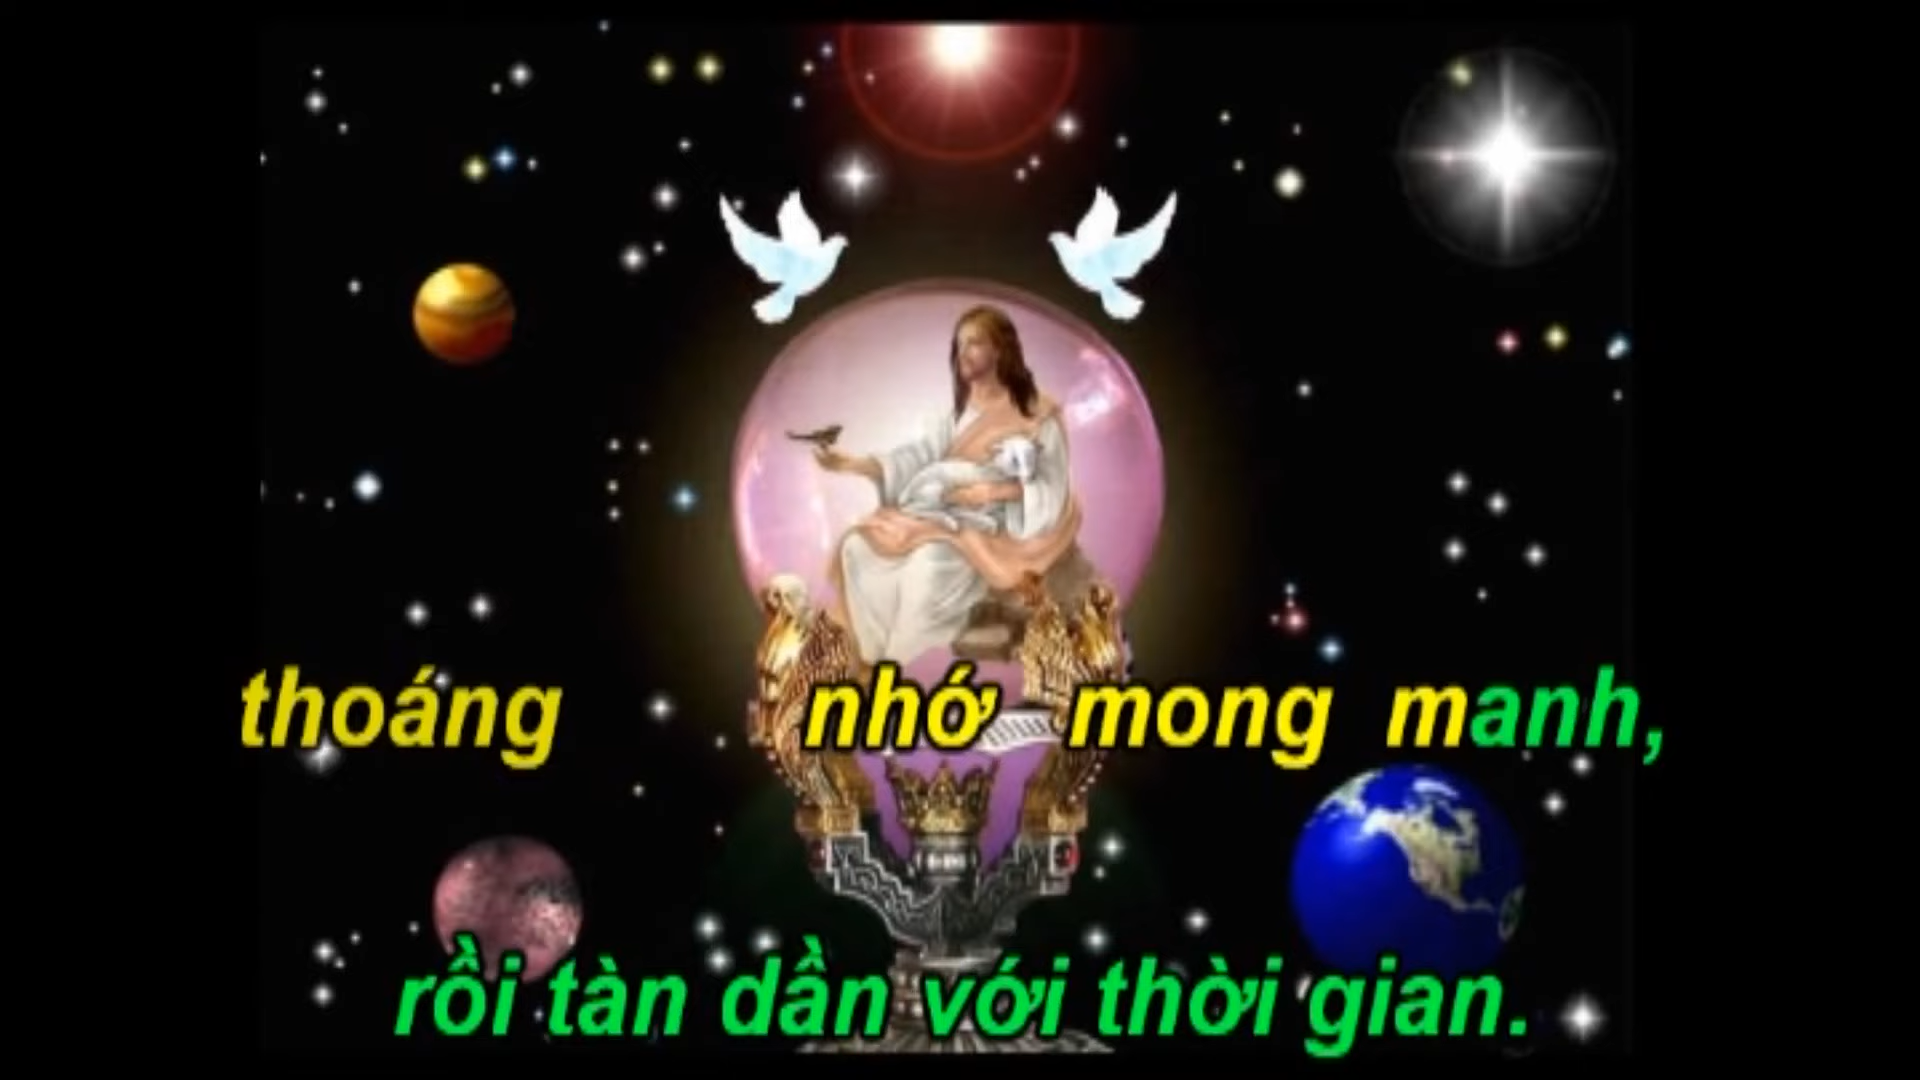 thoáng nhớ mong manh,
rồi tàn dần với thời gian.